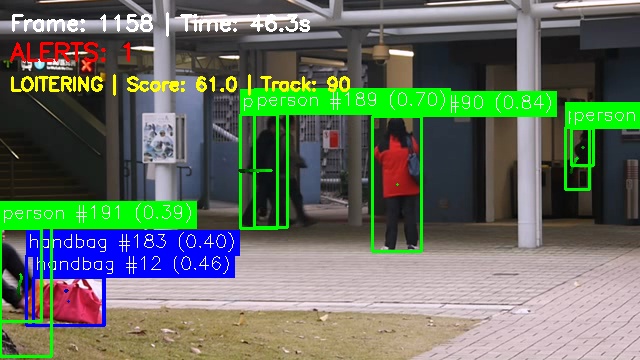 Frame: 1158 | Time: 46.3s
ALERTS: 1
LOITERING | Score: 61.0 | Track: 90
person #189 (0.70)
#90 (0.84)
person
person #191 (0.39)
handbag #183 (0.40)
handbag #12 (0.46)